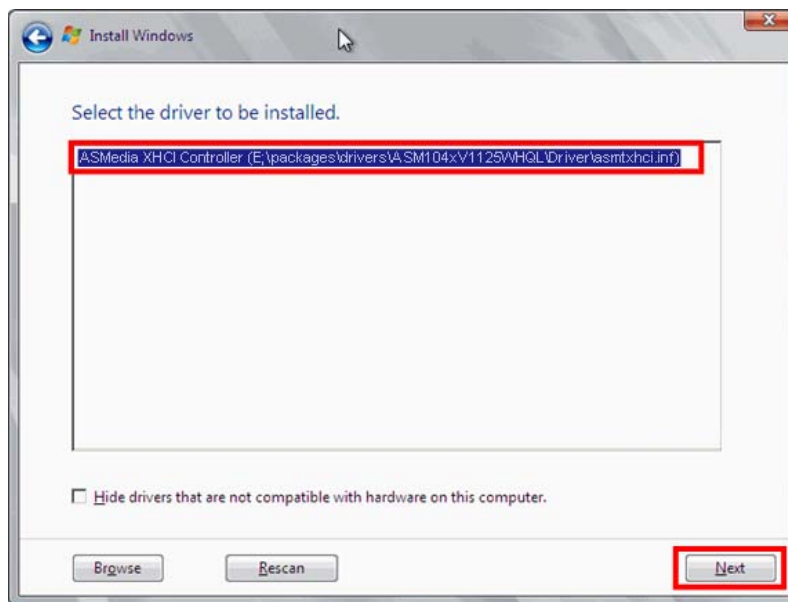 Install Windows
Select the driver to be installed.
ASMedia XHCI Controller (E;\packages\drivers\ASM104xV1125WHQL\Driver\asmtxhci.inf)
Hide drivers that are not compatible with hardware on this computer.
Browse Rescan Next